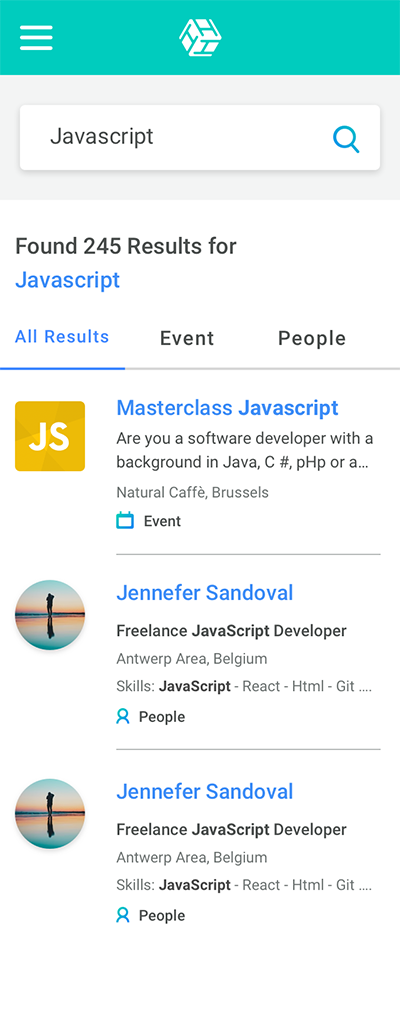 Javascript
Found 245 Results for
Javascript
All Results Event People
JS
Masterclass Javascript
Are you a software developer with a
background in Java, C #, pHp or a...
Natural Caffè, Brussels
Event
Jennefer Sandoval
Freelance JavaScript Developer
Antwerp Area, Belgium
Skills: JavaScript - React - Html - Git ....
People
Jennefer Sandoval
Freelance JavaScript Developer
Antwerp Area, Belgium
Skills: JavaScript - React - Html - Git ....
People